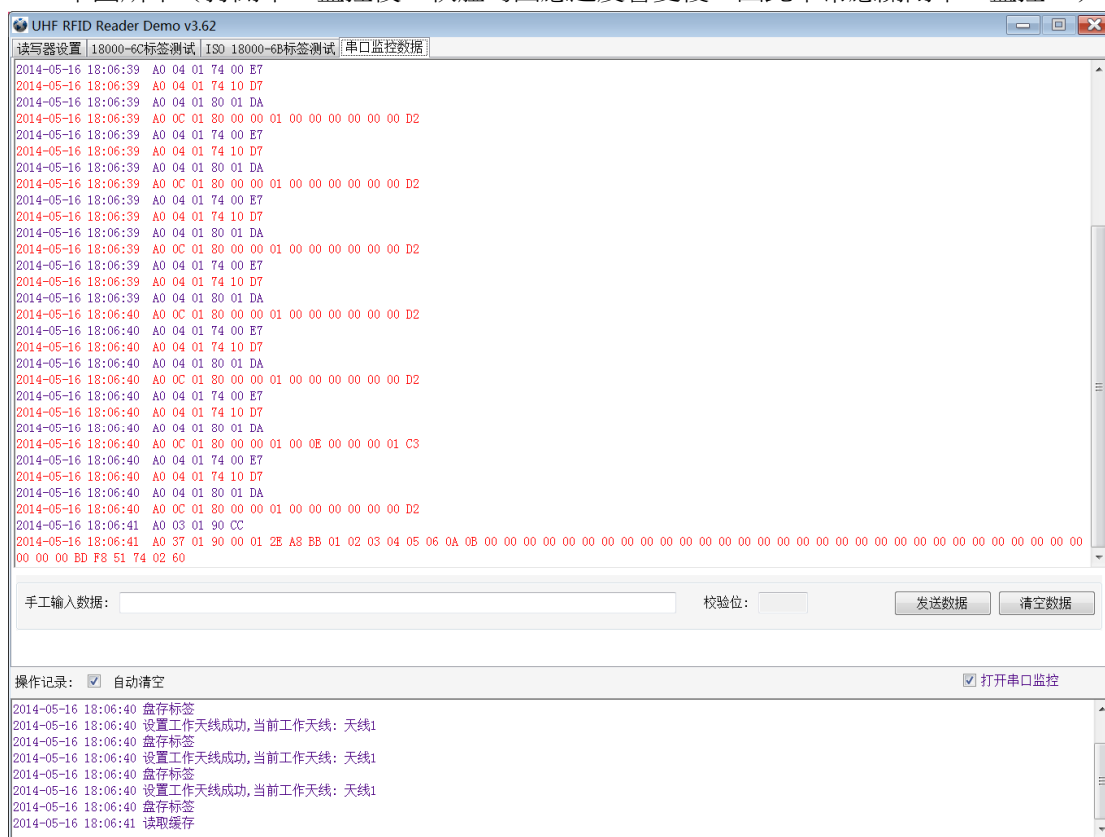 UHF RFID Reader Demo v3.62
读写器设置 18000-6C标签测试 ISO 18000-6B标签测试 串口监控数据
2014-05-16 18:06:39 A0 04 01 74 00 E7
2014-05-16 18:06:39 A0 04 01 74 10 D7
2014-05-16 18:06:39 A0 04 01 80 01 DA
2014-05-16 18:06:39 A0 0C 01 80 00 00 01 00 00 00 00 00 00 D2
2014-05-16 18:06:39 A0 04 01 74 00 E7
2014-05-16 18:06:39 A0 04 01 74 10 D7
2014-05-16 18:06:39 A0 04 01 80 01 DA
2014-05-16 18:06:39 A0 0C 01 80 00 00 01 00 00 00 00 00 00 D2
2014-05-16 18:06:39 A0 04 01 74 00 E7
2014-05-16 18:06:39 A0 04 01 74 10 D7
2014-05-16 18:06:39 A0 04 01 80 01 DA
2014-05-16 18:06:39 A0 0C 01 80 00 00 01 00 00 00 00 00 00 D2
2014-05-16 18:06:39 A0 04 01 74 00 E7
2014-05-16 18:06:39 A0 04 01 74 10 D7
2014-05-16 18:06:39 A0 04 01 80 01 DA
2014-05-16 18:06:40 A0 0C 01 80 00 00 01 00 00 00 00 00 00 D2
2014-05-16 18:06:40 A0 04 01 74 00 E7
2014-05-16 18:06:40 A0 04 01 74 10 D7
2014-05-16 18:06:40 A0 04 01 80 01 DA
2014-05-16 18:06:40 A0 0C 01 80 00 00 01 00 00 00 00 00 00 D2
2014-05-16 18:06:40 A0 04 01 74 00 E7
2014-05-16 18:06:40 A0 04 01 74 10 D7
2014-05-16 18:06:40 A0 04 01 80 01 DA
2014-05-16 18:06:40 A0 0C 01 80 00 00 01 00 0E 00 00 00 01 C3
2014-05-16 18:06:40 A0 04 01 74 00 E7
2014-05-16 18:06:40 A0 04 01 74 10 D7
2014-05-16 18:06:40 A0 04 01 80 01 DA
2014-05-16 18:06:40 A0 0C 01 80 00 00 01 00 00 00 00 00 00 D2
2014-05-16 18:06:41 A0 03 01 90 CC
2014-05-16 18:06:41 A0 37 01 90 00 01 2E A8 BB 01 02 03 04 05 06 0A 0B 00 00 00 00 00 00 00 00 00 00 00 00 00 00 00 00 00 00 00 00 00 00 00 00 00 00 00 00 00 00 00
00 00 00 BD F8 51 74 02 60
手工输入数据: 校验位: 发送数据 清空数据
操作记录: 自动清空 打开串口监控
2014-05-16 18:06:40 盘存标签
2014-05-16 18:06:40 设置工作天线成功,当前工作天线: 天线1
2014-05-16 18:06:40 盘存标签
2014-05-16 18:06:40 设置工作天线成功,当前工作天线: 天线1
2014-05-16 18:06:40 盘存标签
2014-05-16 18:06:40 设置工作天线成功,当前工作天线: 天线1
2014-05-16 18:06:40 盘存标签
2014-05-16 18:06:41 读取缓存